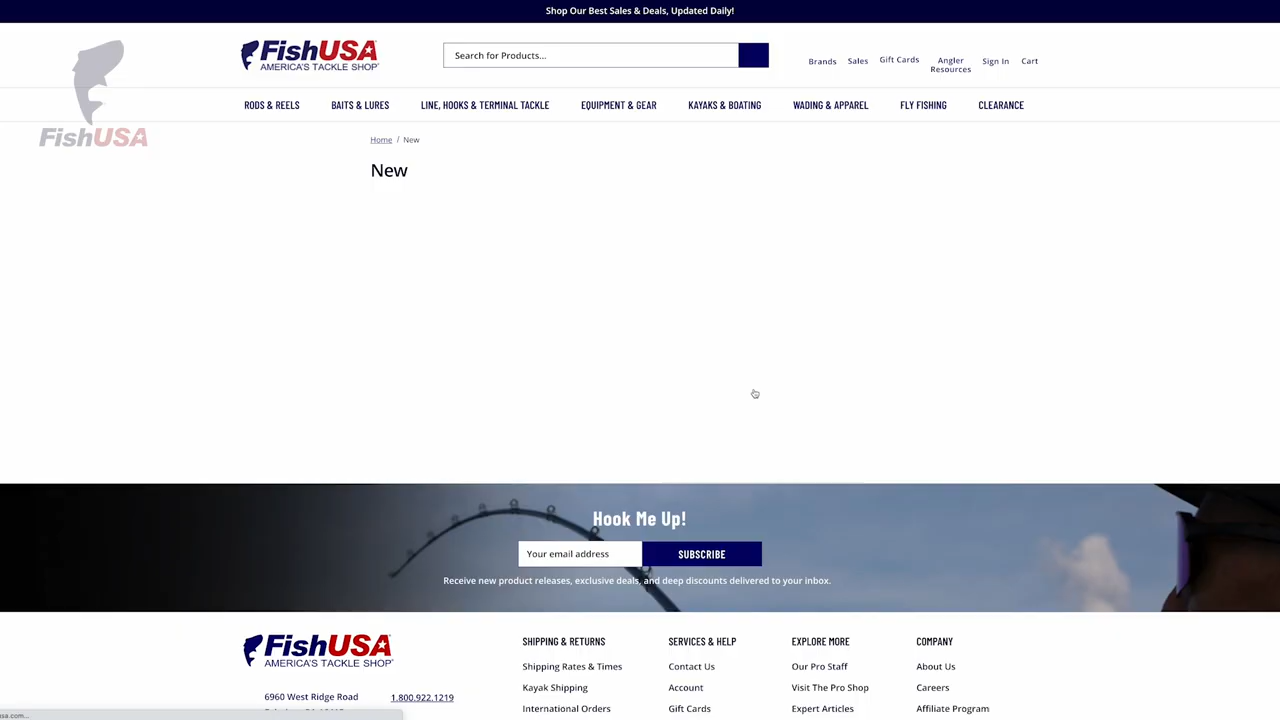 Shop Our Best Sales & Deals, Updated Daily!
FishUSA
AMERICA'S TACKLE SHOP
Search for Products...
Brands
Sales
Gift Cards
Angler
Resources
Sign In
Cart
FishUSA
RODS & REELS
BAITS & LURES
LINE, HOOKS & TERMINAL TACKLE
EQUIPMENT & GEAR
KAYAKS & BOATING
WADING & APPAREL
FLY FISHING
CLEARANCE
Home / New
New
Hook Me Up!
Your email address
SUBSCRIBE
Receive new product releases, exclusive deals, and deep discounts delivered to your inbox.
FishUSA
AMERICA'S TACKLE SHOP
6960 West Ridge Road
1.800.922.1219
SHIPPING & RETURNS
Shipping Rates & Times
Kayak Shipping
International Orders
SERVICES & HELP
Contact Us
Account
Gift Cards
EXPLORE MORE
Our Pro Staff
Visit The Pro Shop
Expert Articles
COMPANY
About Us
Careers
Affiliate Program
usa.com...